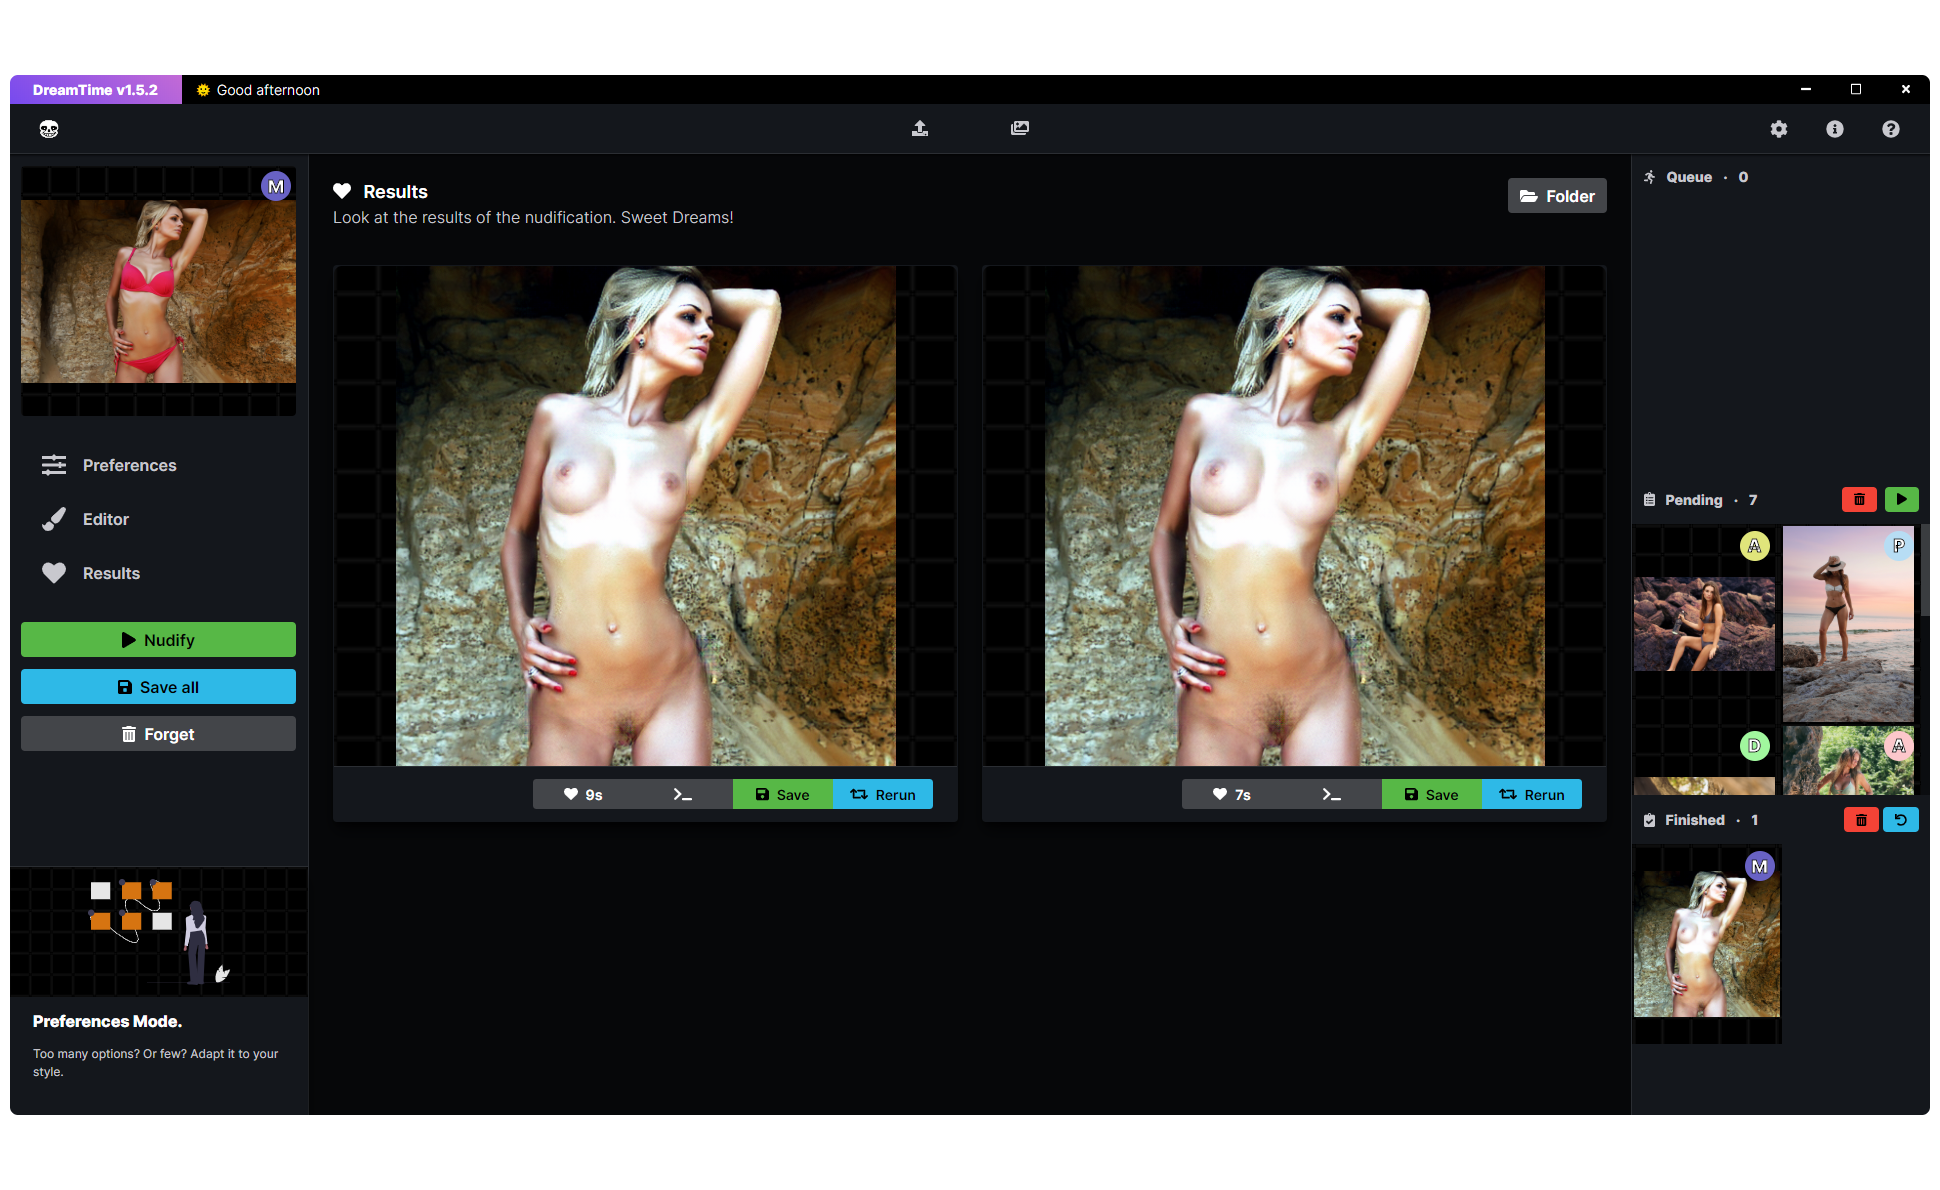 DreamTime v1.5.2
Good afternoon
M
Preferences
Editor
Results
Nudify
Save all
Forget
Preferences Mode.
Too many options? Or few? Adapt it to your
style.
Results
Look at the results of the nudification. Sweet Dreams!
Folder
9s
Save
Rerun
7s
Save
Rerun
Queue · 0
Pending · 7
A
P
D
A
Finished · 1
M